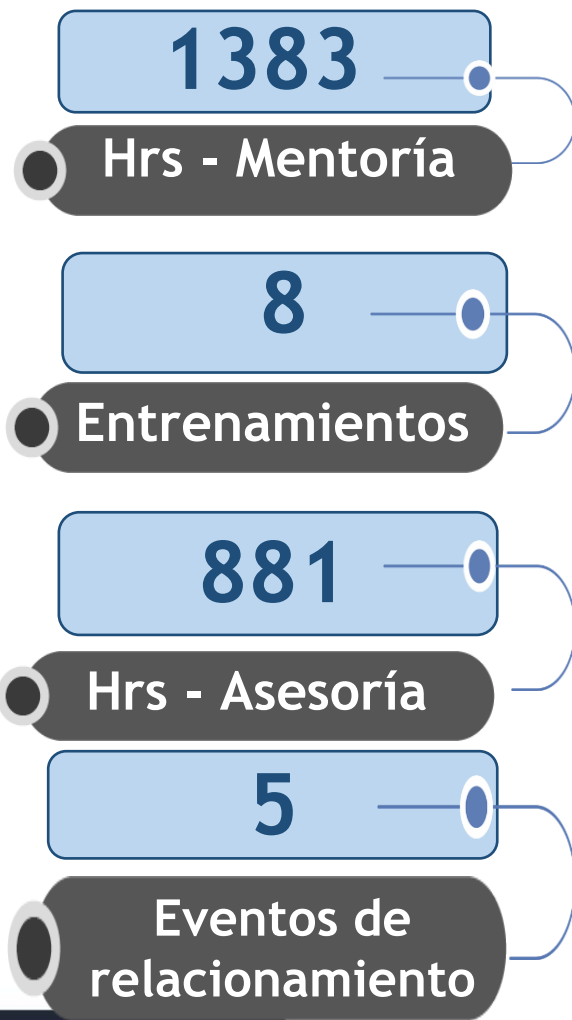 1383
Hrs - Mentoría
8
Entrenamientos
881
Hrs - Asesoría
5
Eventos de
relacionamiento